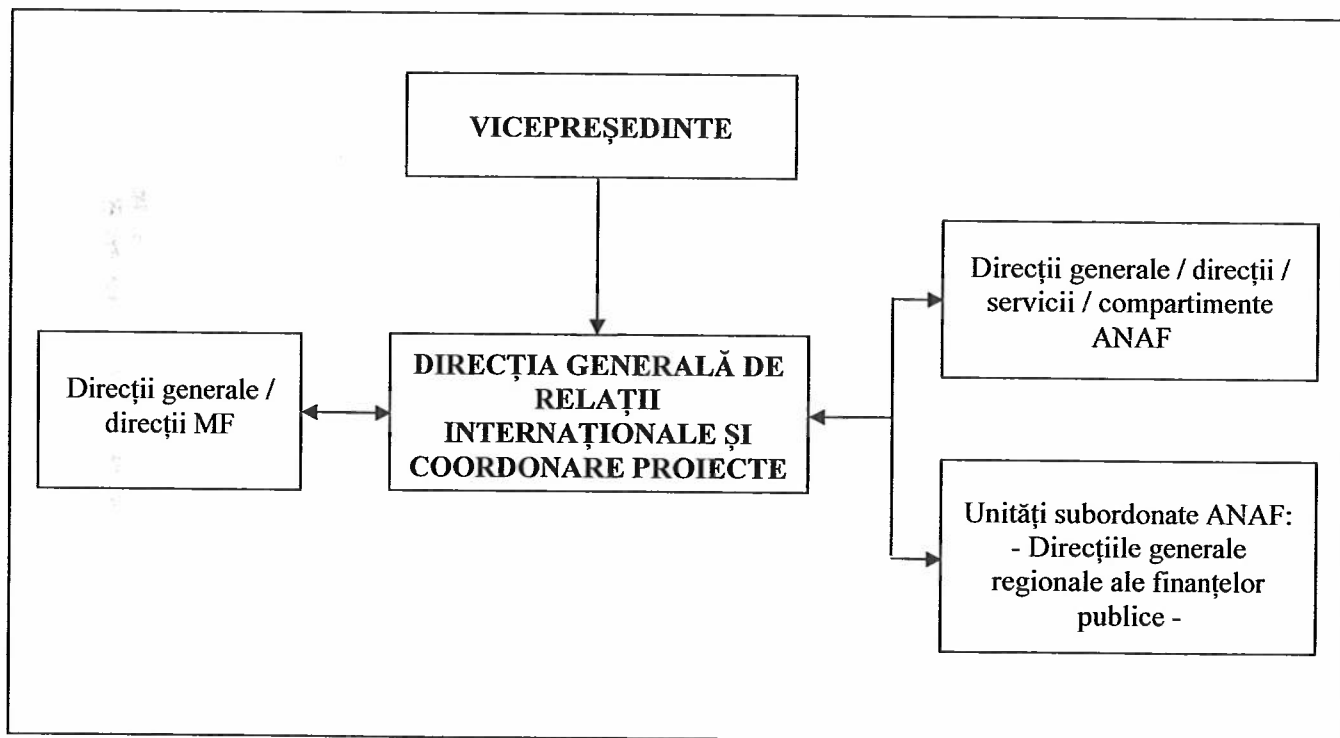 VICEPREȘEDINTE
Direcții generale /
direcții MF
DIRECȚIA GENERALĂ DE
RELAȚII
INTERNAȚIONALE ȘI
COORDONARE PROIECTE
Direcții generale / direcții /
servicii / compartimente
ANAF
Unități subordonate ANAF:
- Direcțiile generale
regionale ale finanțelor
publice -